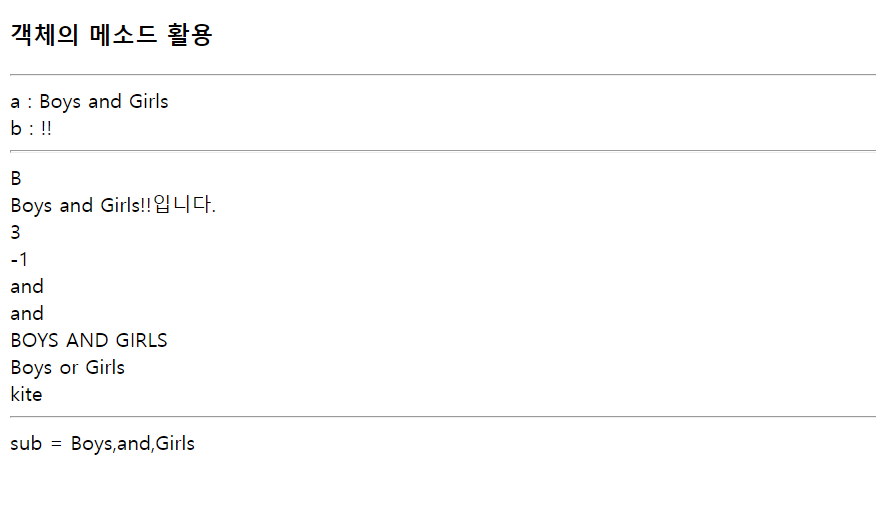 객체의 메소드 활용
a : Boys and Girls
b : !!
B
Boys and Girls!!입니다.
3
-1
and
and
BOYS AND GIRLS
Boys or Girls
kite
sub = Boys,and,Girls